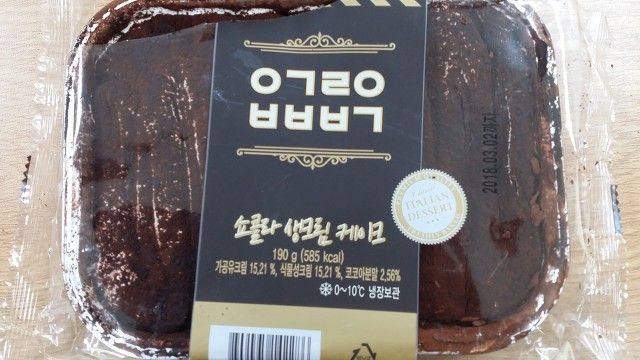 ㅇㄱㄹㅇ
ㅂㅂㅂㄱ
쇼콜라 생크림 케이크
190 g (585 kcal)
가공유크림 15.21 %, 식물성크림 15.21 %, 코코아분말 2.56%
0~10℃ 냉장보관
ITALIAN
DESSERT
2018.03.02까지